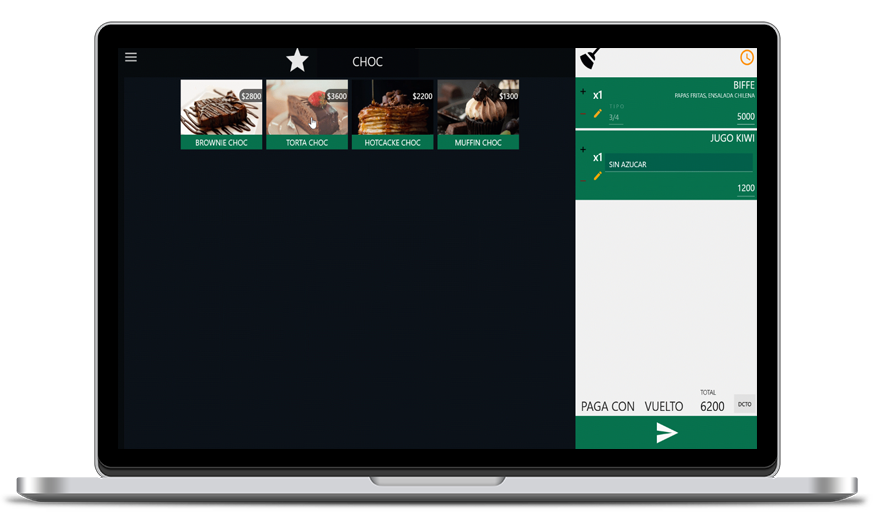 CHOC
$2800
BROWNIE CHOC
$3600
TORTA CHOC
$2200
HOTCACKE CHOC
$1300
MUFFIN CHOC
BIFFE
x1
PAPAS FRITAS, ENSALADA CHILENA
TIPO
3/4
5000
JUGO KIWI
x1
SIN AZUCAR
1200
PAGA CON
VUELTO
TOTAL
6200
DCTO